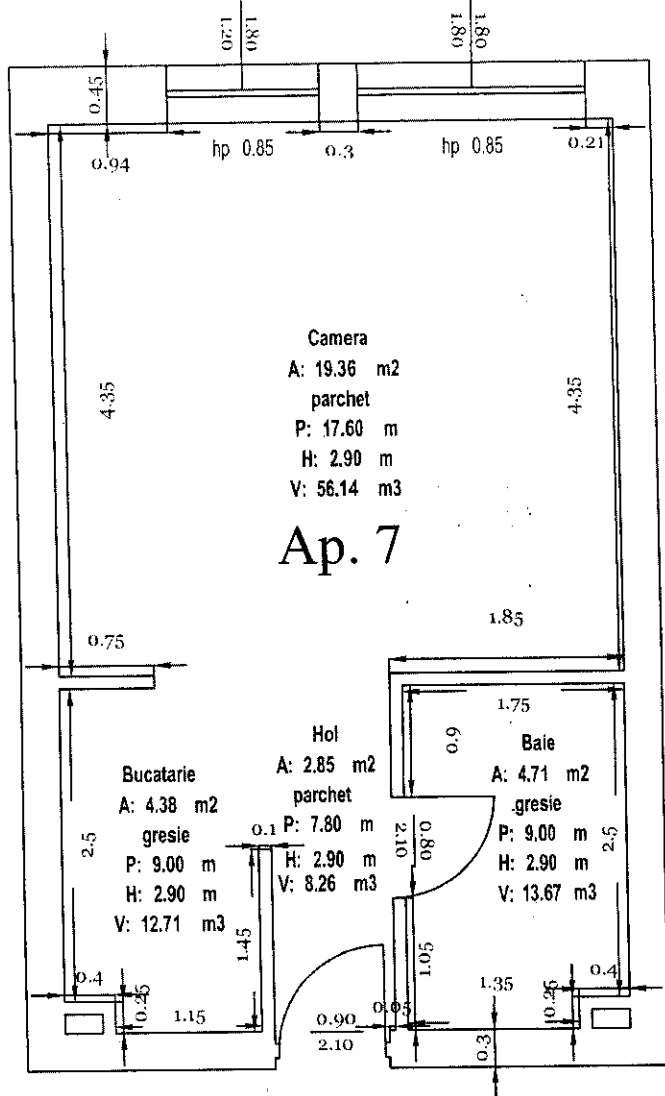 1.20
1.80
1.80
1.80
0.45
0.94
hp 0.85
0.3
hp 0.85
0.21
4.35
4.35
Camera
A: 19.36 m2
parchet
P: 17.60 m
H: 2.90 m
V: 56.14 m3
Ap. 7
0.75
1.85
1.75
0.9
Bucatarie
A: 4.38 m2
gresie
P: 9.00 m
H: 2.90 m
V: 12.71 m3
2.5
0.1
Hol
A: 2.85 m2
parchet
P: 7.80 m
H: 2.90 m
V: 8.26 m3
2.10
0.80
Baie
A: 4.71 m2
gresie
P: 9.00 m
H: 2.90 m
V: 13.67 m3
2.5
1.45
1.05
0.4
0.25
1.15
0.90
2.10
0.05
1.35
0.25
0.4
0.3